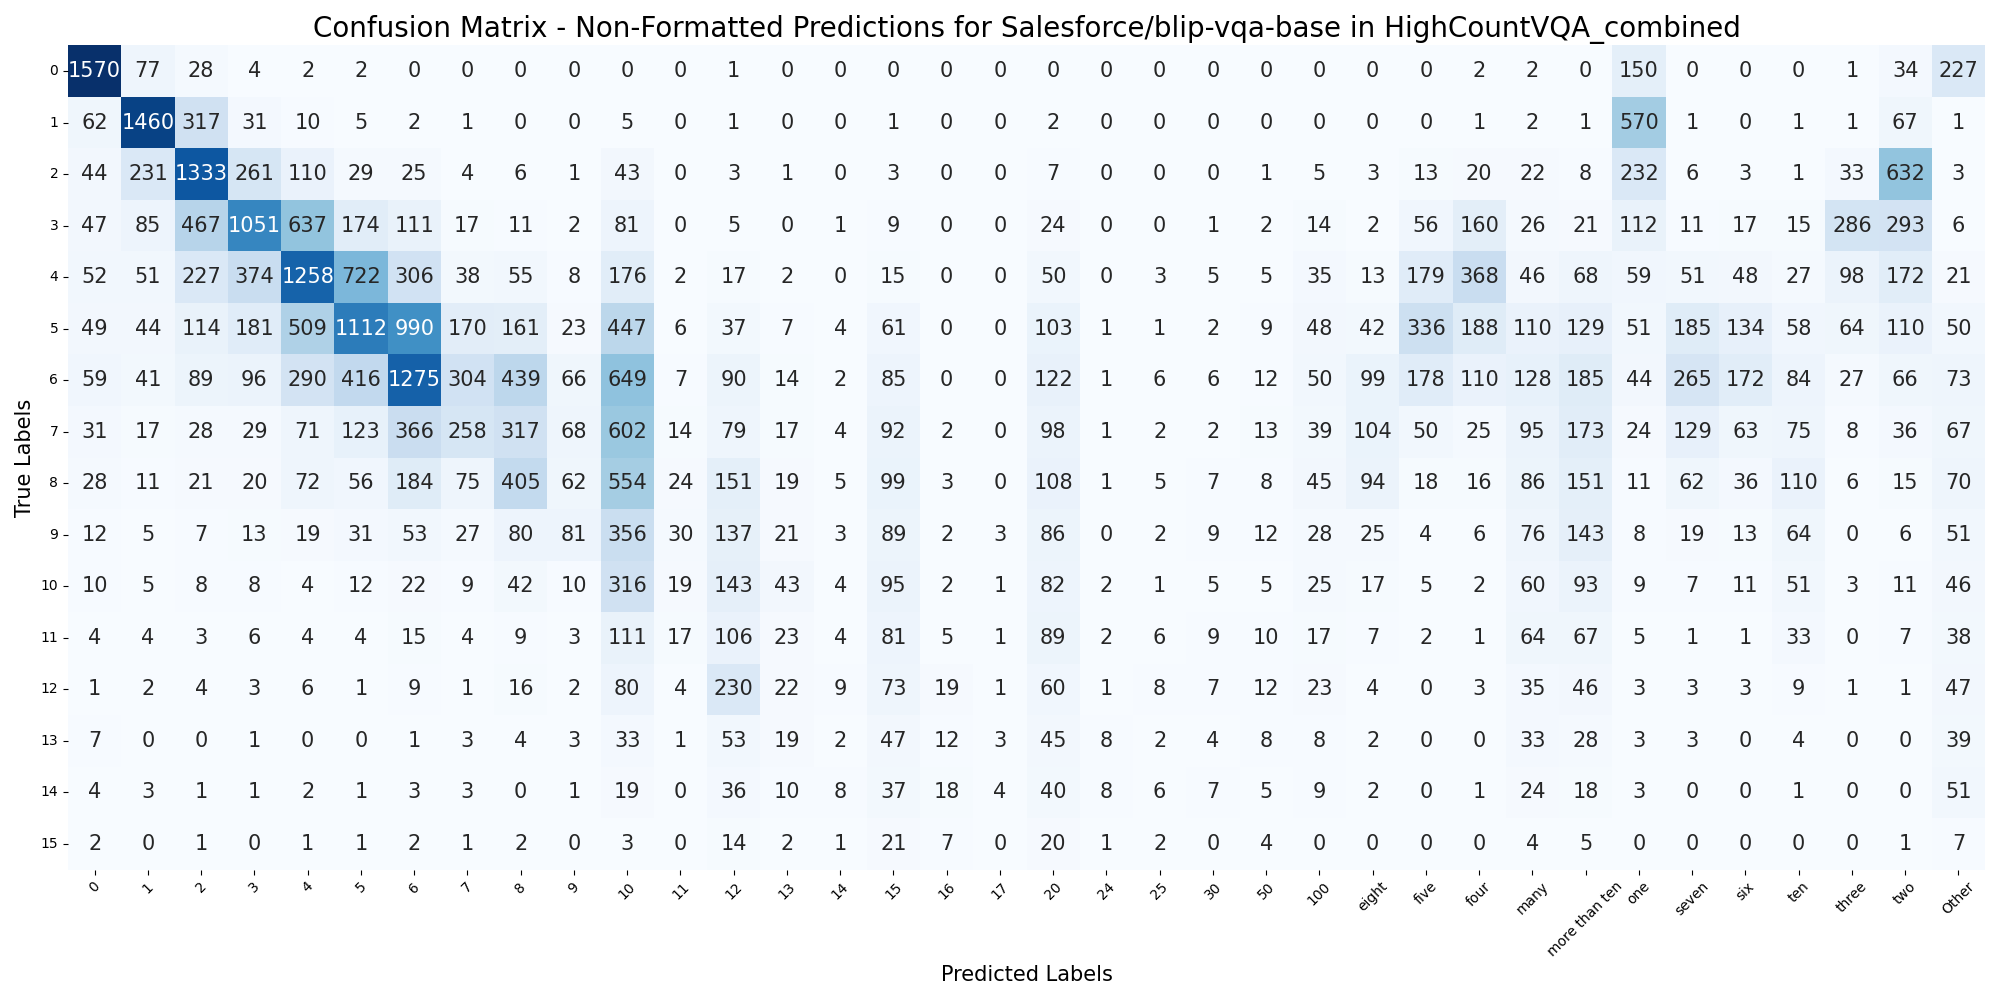 Confusion Matrix - Non-Formatted Predictions for Salesforce/blip-vqa-base in HighCountVQA_combined
0 1570 77 28 4 2 2 0 0 0 0 0 0 1 0 0 0 0 0 0 0 0 0 0 0 0 0 2 2 0 150 0 0 0 1 34 227
1 62 1460 317 31 10 5 2 1 0 0 5 0 1 0 0 1 0 0 2 0 0 0 0 0 0 0 1 2 1 570 1 0 1 1 67 1
2 44 231 1333 261 110 29 25 4 6 1 43 0 3 1 0 3 0 0 7 0 0 0 1 5 3 13 20 22 8 232 6 3 1 33 632 3
3 47 85 467 1051 637 174 111 17 11 2 81 0 5 0 1 9 0 0 24 0 0 1 2 14 2 56 160 26 21 112 11 17 15 286 293 6
4 52 51 227 374 1258 722 306 38 55 8 176 2 17 2 0 15 0 0 50 0 3 5 5 35 13 179 368 46 68 59 51 48 27 98 172 21
5 49 44 114 181 509 1112 990 170 161 23 447 6 37 7 4 61 0 0 103 1 1 2 9 48 42 336 188 110 129 51 185 134 58 64 110 50
6 59 41 89 96 290 416 1275 304 439 66 649 7 90 14 2 85 0 0 122 1 6 6 12 50 99 178 110 128 185 44 265 172 84 27 66 73
7 31 17 28 29 71 123 366 258 317 68 602 14 79 17 4 92 2 0 98 1 2 2 13 39 104 50 25 95 173 24 129 63 75 8 36 67
8 28 11 21 20 72 56 184 75 405 62 554 24 151 19 5 99 3 0 108 1 5 7 8 45 94 18 16 86 151 11 62 36 110 6 15 70
9 12 5 7 13 19 31 53 27 80 81 356 30 137 21 3 89 2 3 86 0 2 9 12 28 25 4 6 76 143 8 19 13 64 0 6 51
10 10 5 8 8 4 12 22 9 42 10 316 19 143 43 4 95 2 1 82 2 1 5 5 25 17 5 2 60 93 9 7 11 51 3 11 46
11 4 4 3 6 4 4 15 4 9 3 111 17 106 23 4 81 5 1 89 2 6 9 10 17 7 2 1 64 67 5 1 1 33 0 7 38
12 1 2 4 3 6 1 9 1 16 2 80 4 230 22 9 73 19 1 60 1 8 7 12 23 4 0 3 35 46 3 3 3 9 1 1 47
13 7 0 0 1 0 0 1 3 4 3 33 1 53 19 2 47 12 3 45 8 2 4 8 8 2 0 0 33 28 3 3 0 4 0 0 39
14 4 3 1 1 2 1 3 3 0 1 19 0 36 10 8 37 18 4 40 8 6 7 5 9 2 0 1 24 18 3 0 0 1 0 0 51
15 2 0 1 0 1 1 2 1 2 0 3 0 14 2 1 21 7 0 20 1 2 0 4 0 0 0 0 4 5 0 0 0 0 0 1 7
True Labels
0 1 2 3 4 5 6 7 8 9 10 11 12 13 14 15 16 17 20 24 25 30 50 100 eight five four many more than ten one seven six ten three two Other
Predicted Labels